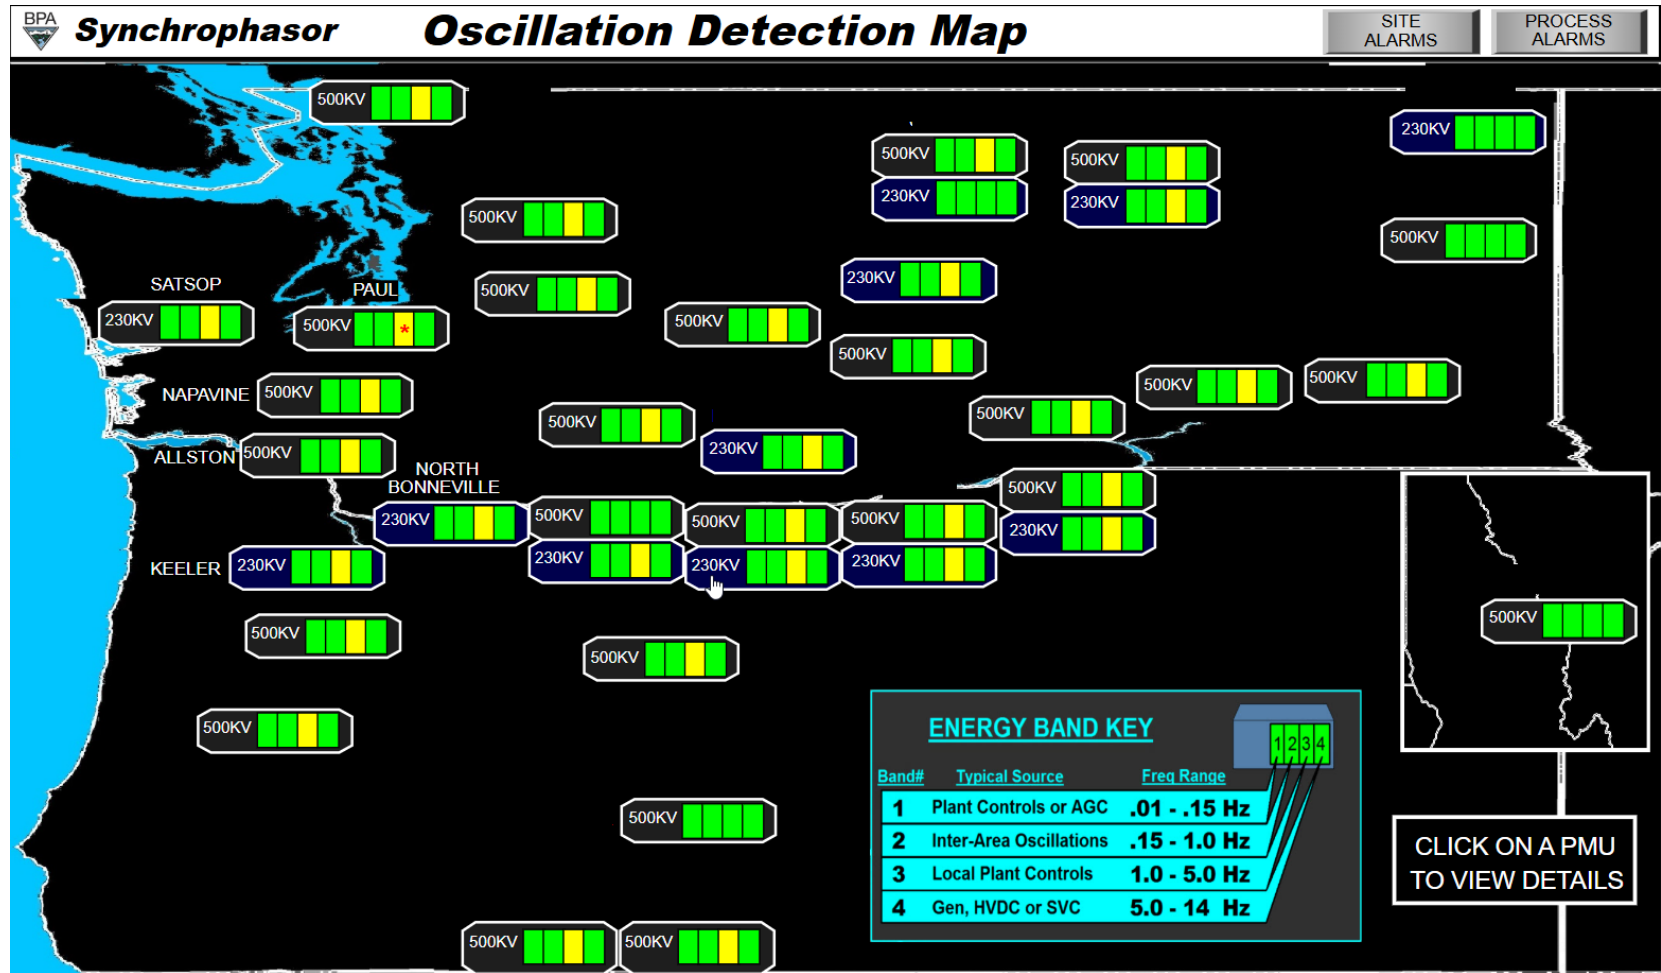 BPA
Synchrophasor
Oscillation Detection Map
SITE
ALARMS
PROCESS
ALARMS
500KV
230KV
500KV
230KV
500KV
230KV
500KV
500KV
230KV
SATSOP
230KV
PAUL
500KV
500KV
500KV
500KV
500KV
500KV
500KV
NAPAVINE
500KV
500KV
500KV
230KV
ALLSTON
500KV
NORTH
BONNEVILLE
230KV
500KV
230KV
500KV
230KV
500KV
230KV
500KV
230KV
KEELER
230KV
500KV
500KV
500KV
500KV
500KV
500KV
500KV
ENERGY BAND KEY
1 2 3 4
Band# Typical Source Freq Range
1 Plant Controls or AGC .01 - .15 Hz
2 Inter-Area Oscillations .15 - 1.0 Hz
3 Local Plant Controls 1.0 - 5.0 Hz
4 Gen, HVDC or SVC 5.0 - 14 Hz
CLICK ON A PMU
TO VIEW DETAILS